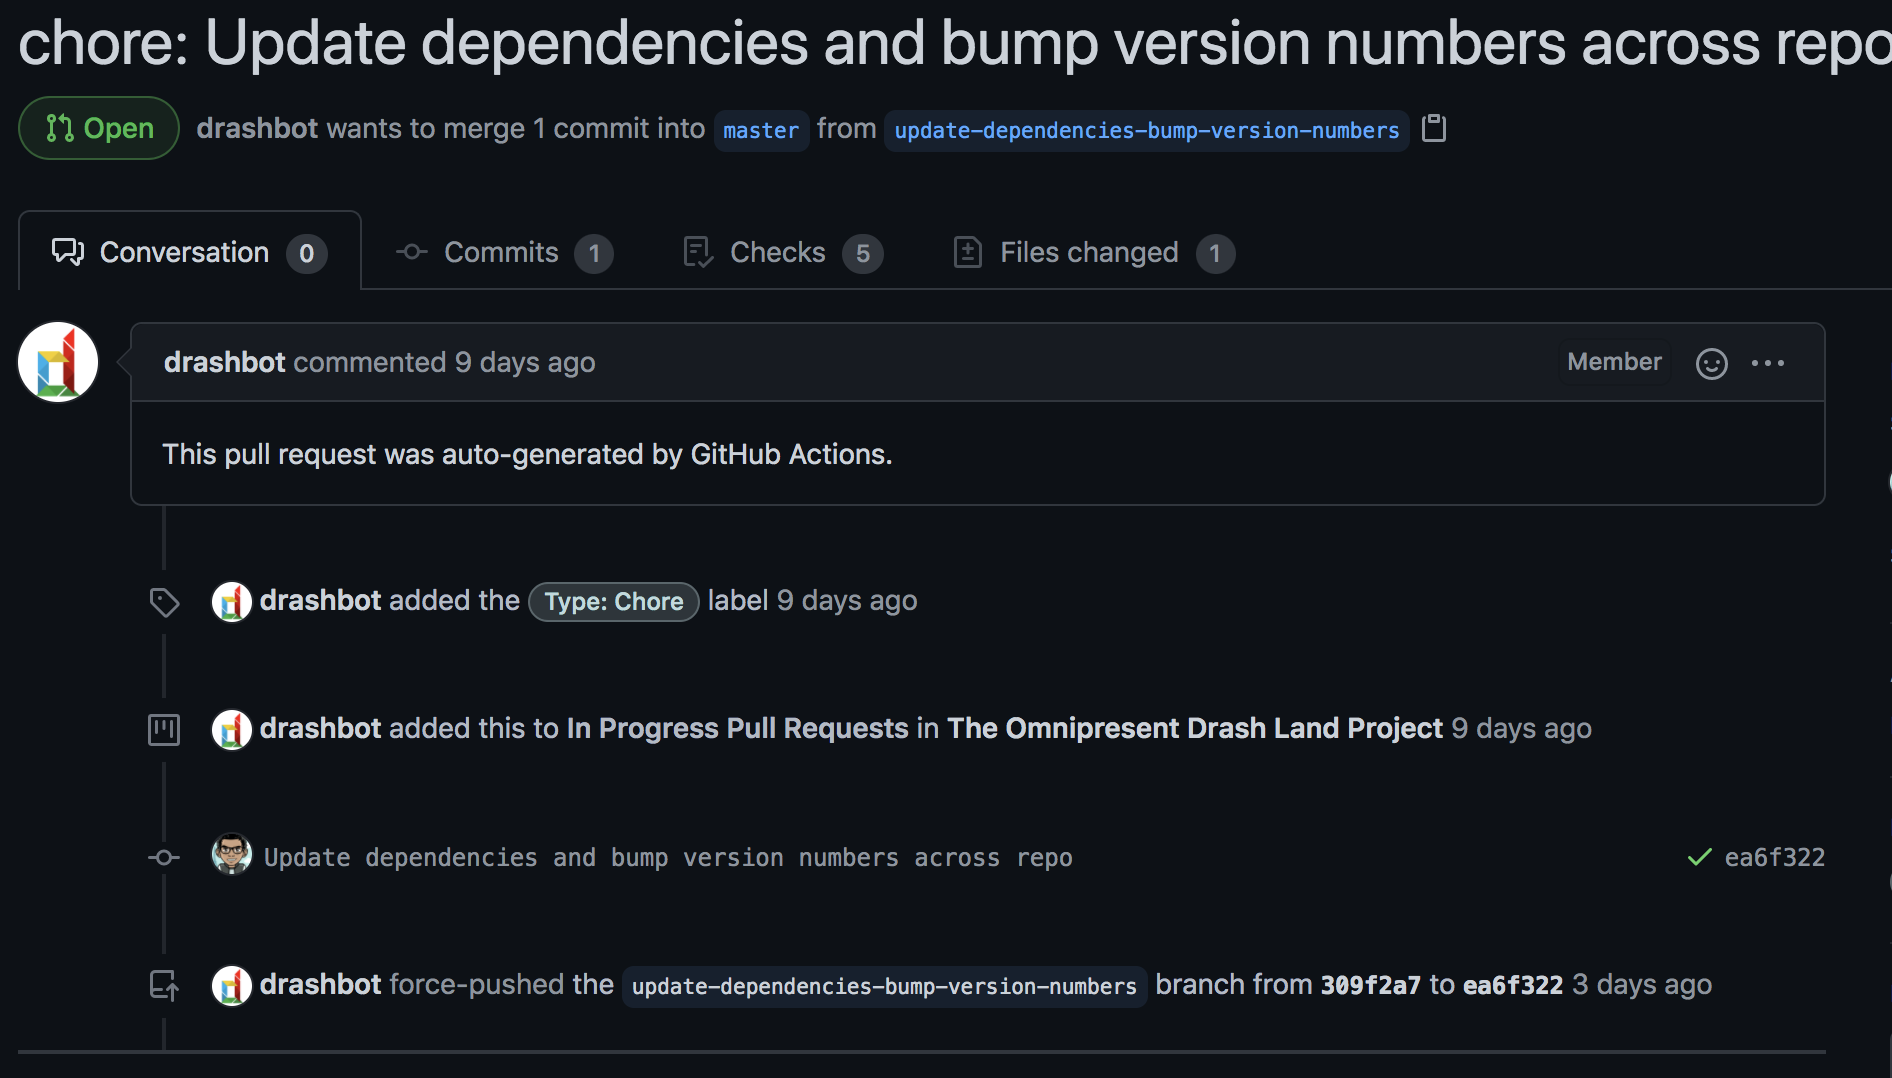 chore: Update dependencies and bump version numbers across repo
Open drashbot wants to merge 1 commit into master from update-dependencies-bump-version-numbers
Conversation 0 Commits 1 Checks 5 Files changed 1
drashbot commented 9 days ago Member
This pull request was auto-generated by GitHub Actions.
drashbot added the Type: Chore label 9 days ago
drashbot added this to In Progress Pull Requests in The Omnipresent Drash Land Project 9 days ago
Update dependencies and bump version numbers across repo ea6f322
drashbot force-pushed the update-dependencies-bump-version-numbers branch from 309f2a7 to ea6f322 3 days ago